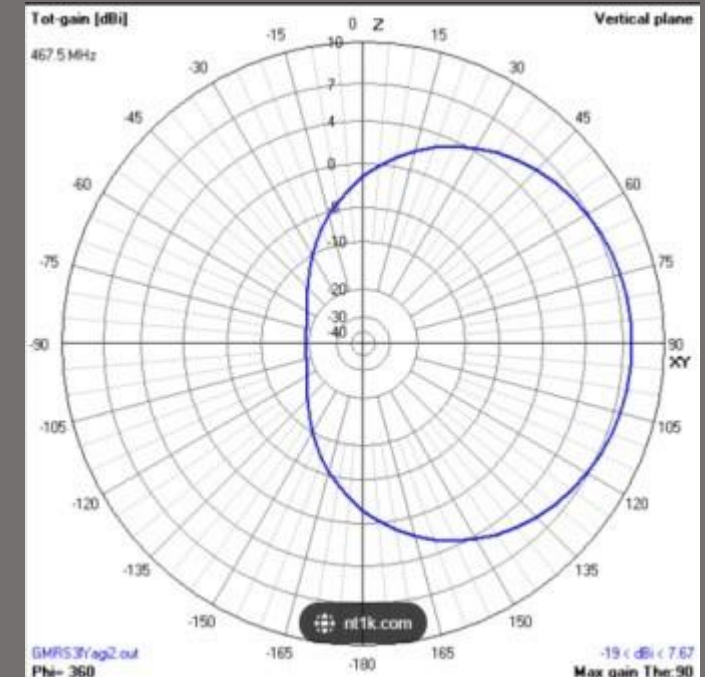 Tot-gain [dBi]
Vertical plane
467.5 MHz
0 Z
-15 15
-30 30
-45 45
-60 60
-75 75
-90 90
XY
-105 105
-120 120
-135 135
-150 150
-165 165
-180
10
7
4
0
-10
-20
-30
-40
nt1k.com
GMRS3lYagi2.out
-19 < dBi < 7.67
Phi= 360
Max gain The:90